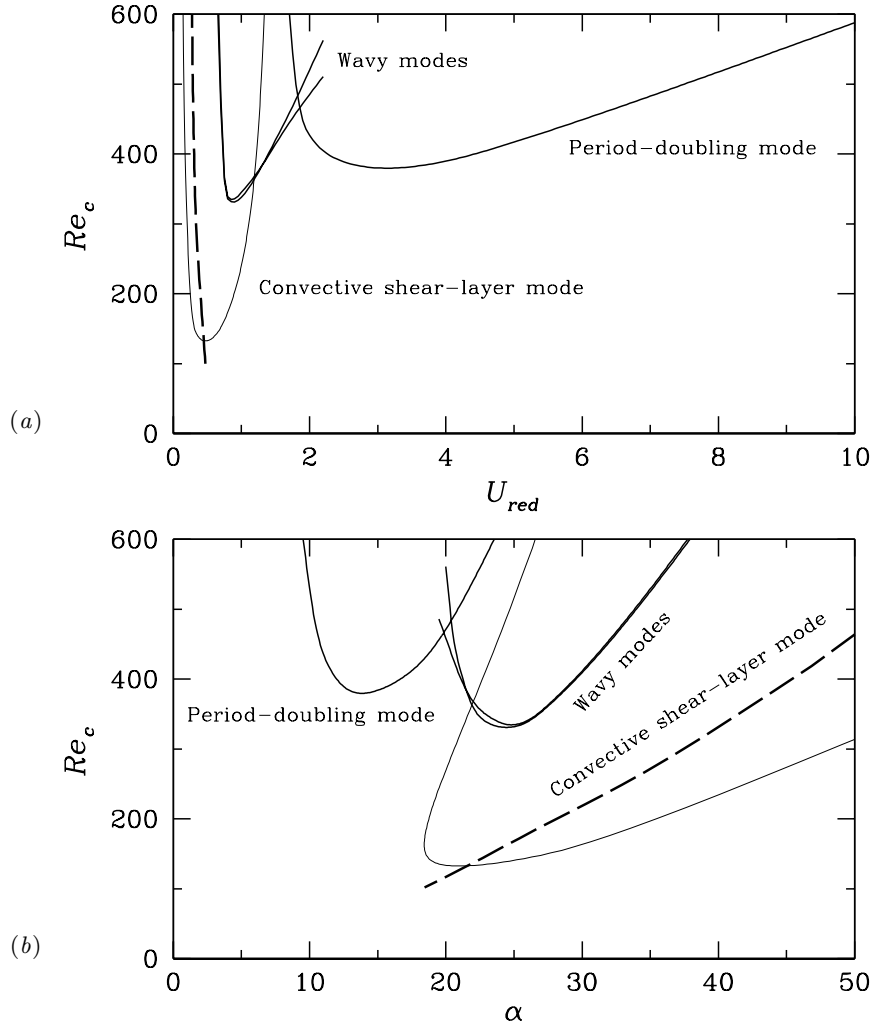 600
400
200
0
Re_c
Wavy modes
Period–doubling mode
Convective shear–layer mode
(a)
0 2 4 6 8 10
U_red
600
400
200
0
Re_c
Period–doubling mode
Wavy modes
Convective shear–layer mode
(b)
0 10 20 30 40 50
α